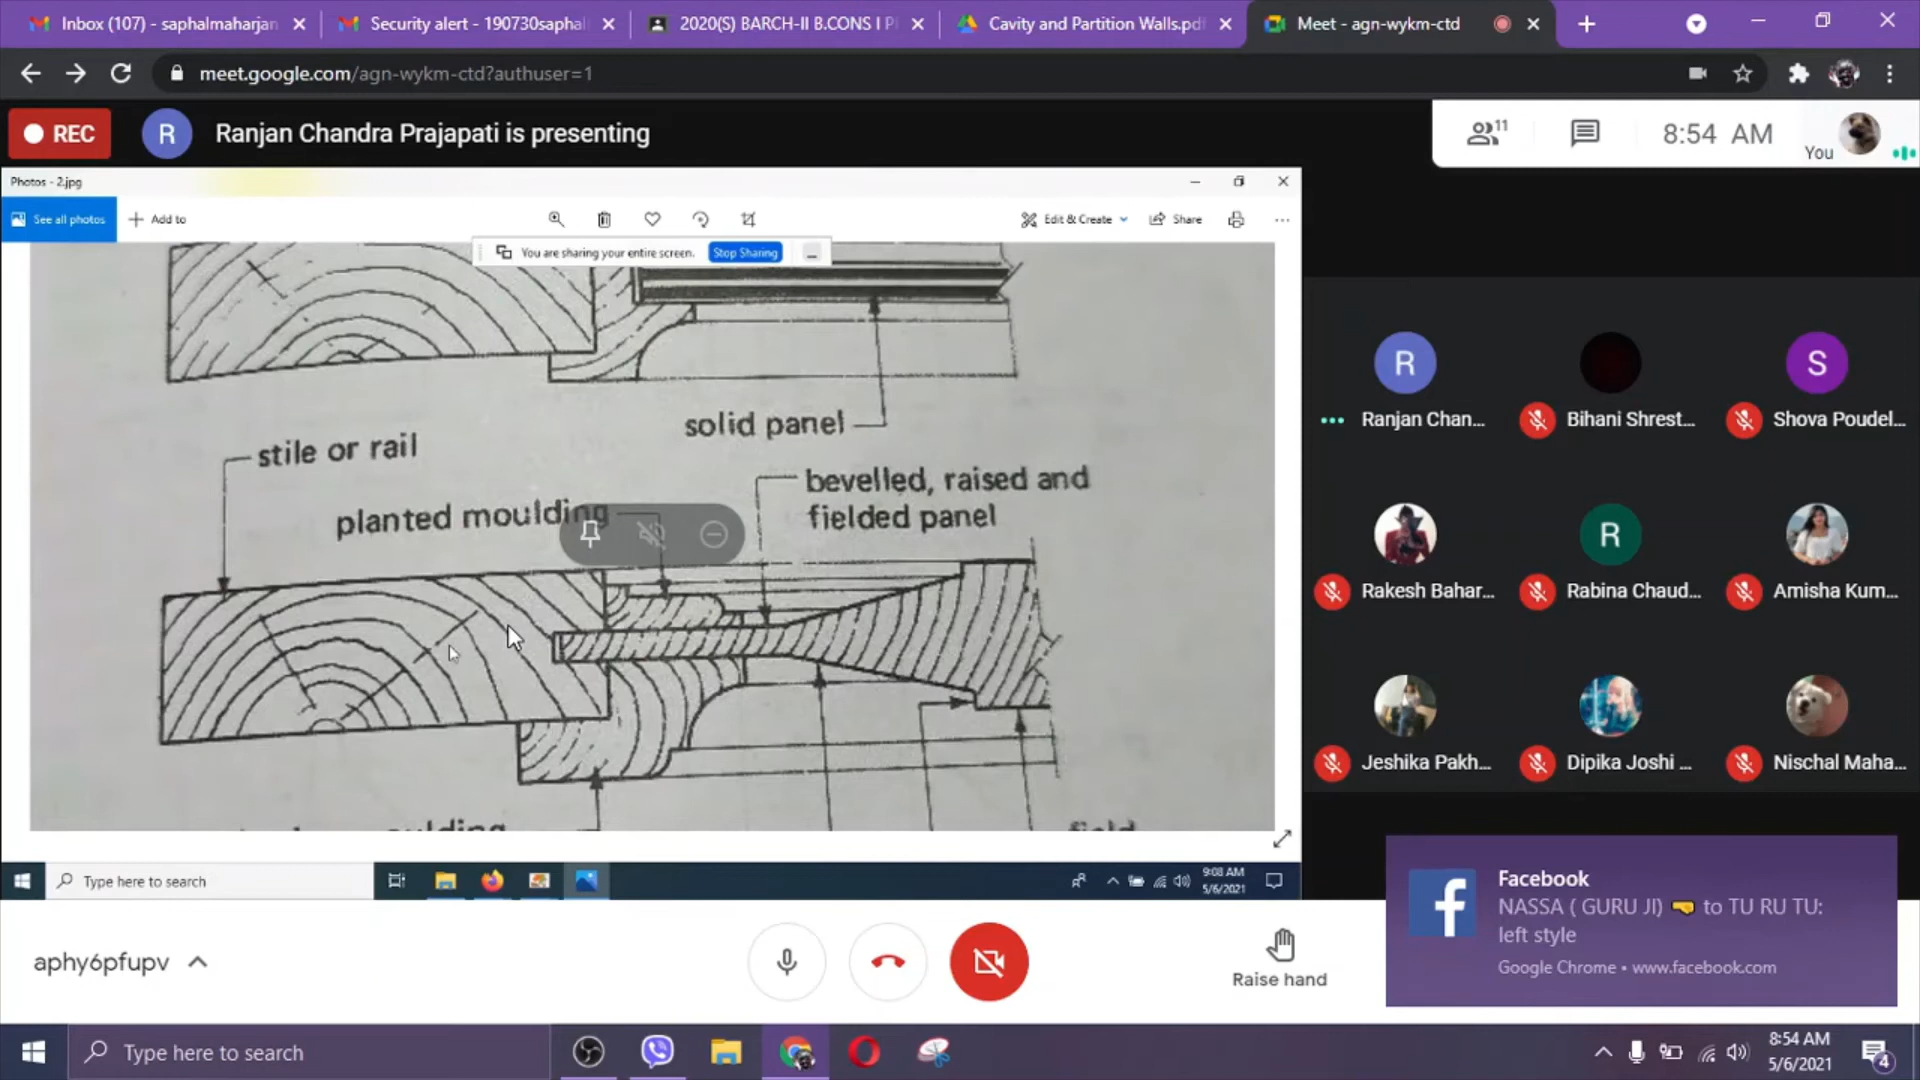 Inbox (107) - saphalmaharjan
Security alert - 190730saphal
2020(S) BARCH-II B.CONS I P
Cavity and Partition Walls.pdf
Meet - agn-wykm-ctd
meet.google.com/agn-wykm-ctd?authuser=1
REC
R
Ranjan Chandra Prajapati is presenting
11
8:54 AM
You
Photos - 2.jpg
See all photos
Add to
Edit & Create
Share
You are sharing your entire screen.
Stop Sharing
solid panel
stile or rail
planted moulding
bevelled, raised and
fielded panel
field
Type here to search
9:08 AM
5/6/2021
R
S
Ranjan Chan...
Bihani Shrest...
Shova Poudel...
R
Rakesh Bahar...
Rabina Chaud...
Amisha Kum...
Jeshika Pakh...
Dipika Joshi ...
Nischal Maha...
aphy6pfupv
Raise hand
Facebook
NASSA ( GURU JI) 🤜 to TU RU TU:
left style
Google Chrome • www.facebook.com
Type here to search
8:54 AM
5/6/2021
4